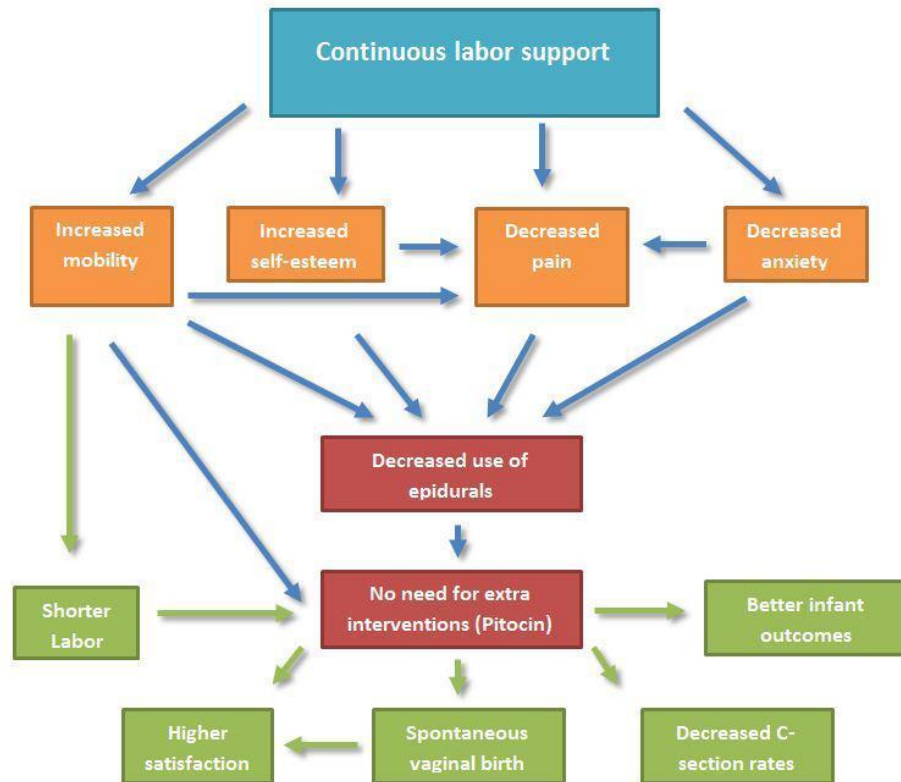 Continuous labor support
Increased
mobility
Increased
self-esteem
Decreased
pain
Decreased
anxiety
Decreased use of
epidurals
No need for extra
interventions (Pitocin)
Shorter
Labor
Better infant
outcomes
Higher
satisfaction
Spontaneous
vaginal birth
Decreased C-
section rates